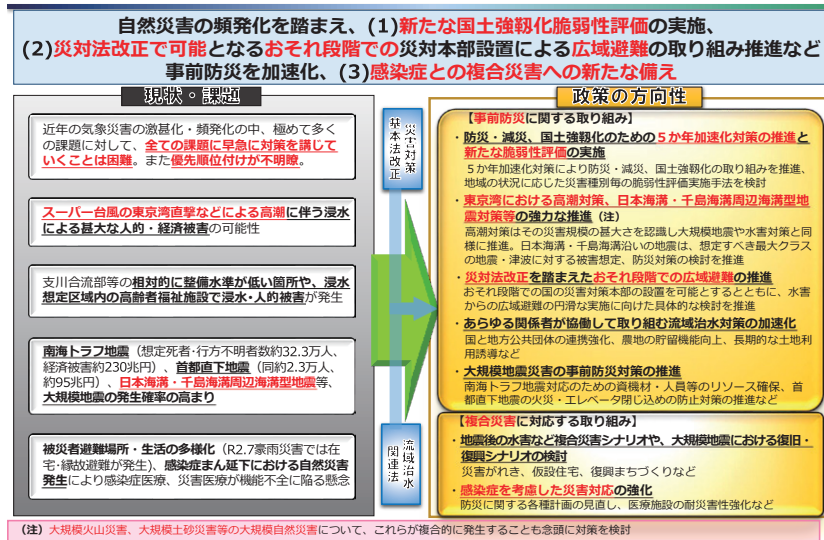 自然災害の頻発化を踏まえ、(1)新たな国土強靱化脆弱性評価の実施、
(2)災対法改正で可能となるおそれ段階での災対本部設置による広域避難の取り組み推進など
事前防災を加速化、(3)感染症との複合災害への新たな備え
現状・課題
近年の気象災害の激甚化・頻発化の中、極めて多く
の課題に対して、全ての課題に早急に対策を講じて
いくことは困難。また優先順位付けが不明瞭。
スーパー台風の東京湾直撃などによる高潮に伴う浸水
による甚大な人的・経済被害の可能性
支川合流部等の相対的に整備水準が低い箇所や、浸水
想定区域内の高齢者福祉施設で浸水・人的被害が発生
南海トラフ地震（想定死者・行方不明者数約32.3万人、
経済被害約230兆円）、首都直下地震（同約2.3万人、
約95兆円）、日本海溝・千島海溝周辺海溝型地震等、
大規模地震の発生確率の高まり
被災者避難場所・生活の多様化（R2.7豪雨災害では在
宅・縁故避難が発生)、感染症まん延下における自然災害
発生により感染症医療、災害医療が機能不全に陥る懸念
災害対策
基本法改正
流域治水
関連法
政策の方向性
【事前防災に関する取り組み】
・防災・減災、国土強靱化のための５か年加速化対策の推進と
新たな脆弱性評価の実施
５か年加速化対策により防災・減災、国土強靱化の取り組みを推進、
地域の状況に応じた災害種別毎の脆弱性評価実施手法を検討
・東京湾における高潮対策、日本海溝・千島海溝周辺海溝型地
震対策等の強力な推進（注）
高潮対策はその災害規模の甚大さを認識し大規模地震や水害対策と同
様に推進。日本海溝・千島海溝沿いの地震は、想定すべき最大クラス
の地震・津波に対する被害想定、防災対策の検討を推進
・災対法改正を踏まえたおそれ段階での広域避難の推進
おそれ段階での国の災害対策本部の設置を可能とするとともに、水害
からの広域避難の円滑な実施に向けた具体的な検討を推進
・あらゆる関係者が協働して取り組む流域治水対策の加速化
国と地方公共団体の連携強化、農地の貯留機能向上、長期的な土地利
用誘導など
・大規模地震災害の事前防災対策の推進
南海トラフ地震対応のための資機材・人員等のリソース確保、首
都直下地震の火災・エレベータ閉じ込めの防止対策の推進など
【複合災害に対応する取り組み】
・地震後の水害など複合災害シナリオや、大規模地震における復旧・
復興シナリオの検討
災害がれき、仮設住宅、復興まちづくりなど
・感染症を考慮した災害対応の強化
防災に関する各種計画の見直し、医療施設の耐災害性強化など
（注）大規模火山災害、大規模土砂災害等の大規模自然災害について、これらが複合的に発生することも念頭に対策を検討